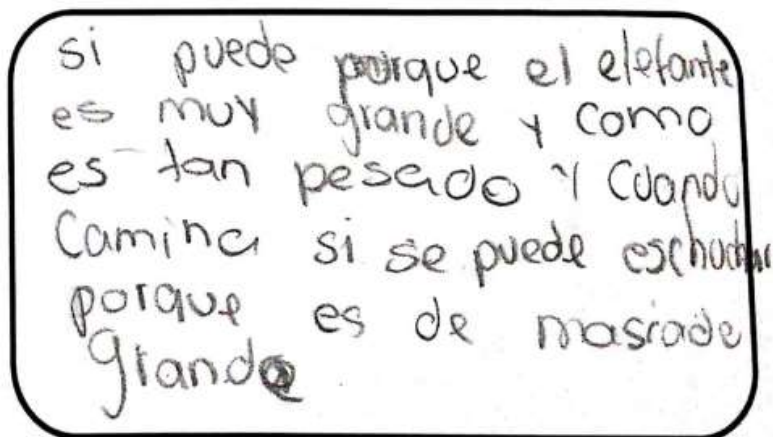 si puede porque el elefante
es muy grande y como
es tan pesado y cuando
camina si se puede eschuchar
porque es de masiade
grande